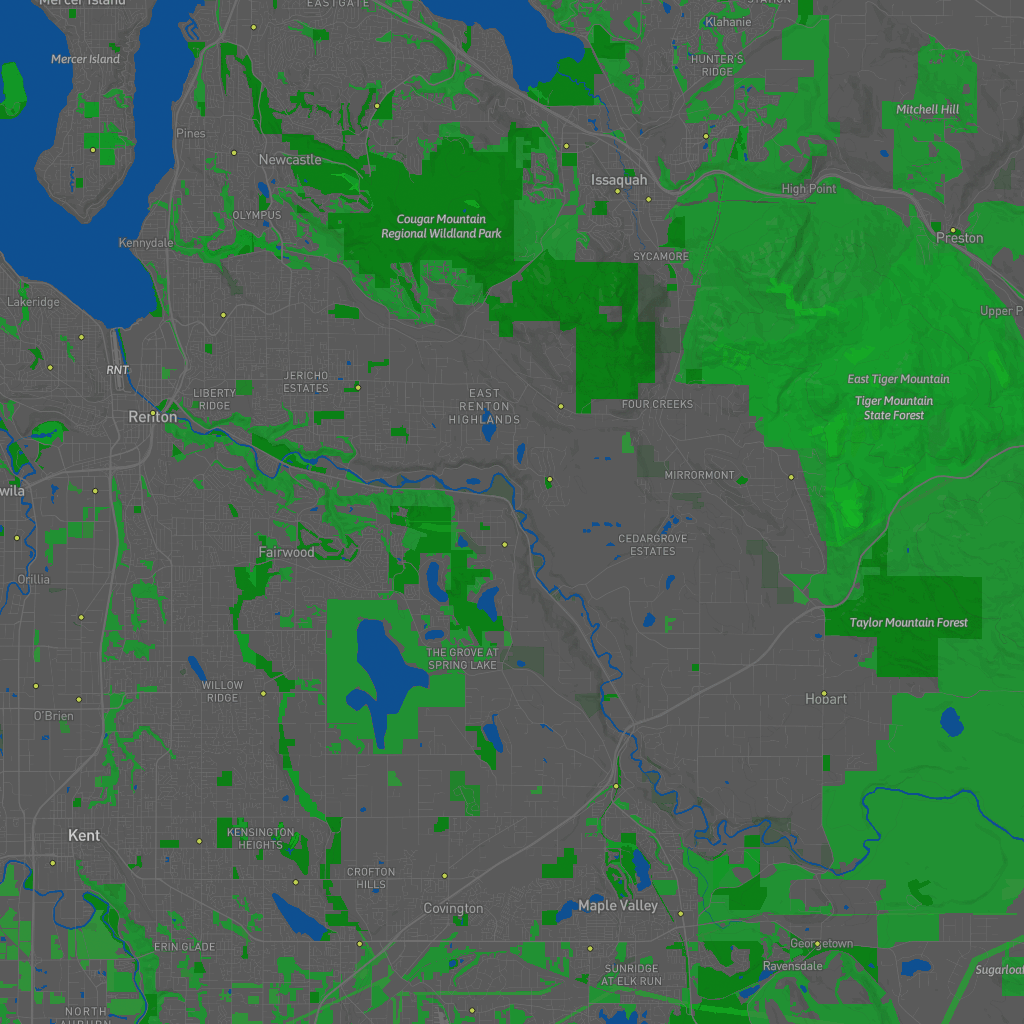 Mercer Island
EASTGATE
Klahanie
Mercer Island
HUNTER'S
RIDGE
Mitchell Hill
Pines
Newcastle
Issaquah
High Point
OLYMPUS
Cougar Mountain
Regional Wildland Park
Kennydale
Preston
SYCAMORE
Lakeridge
Upper P
RNT
JERICHO
ESTATES
East Tiger Mountain
LIBERTY
RIDGE
EAST
RENTON
HIGHLANDS
Tiger Mountain
State Forest
FOUR CREEKS
Renton
MIRRORMONT
wila
CEDARGROVE
ESTATES
Fairwood
Orillia
Taylor Mountain Forest
THE GROVE AT
SPRING LAKE
WILLOW
RIDGE
Hobart
O'Brien
Kent
KENSINGTON
HEIGHTS
CROFTON
HILLS
Covington
Maple Valley
ERIN GLADE
Georgetown
Ravensdale
SUNRIDGE
AT ELK RUN
Sugarloaf
NORTH
AUBURN